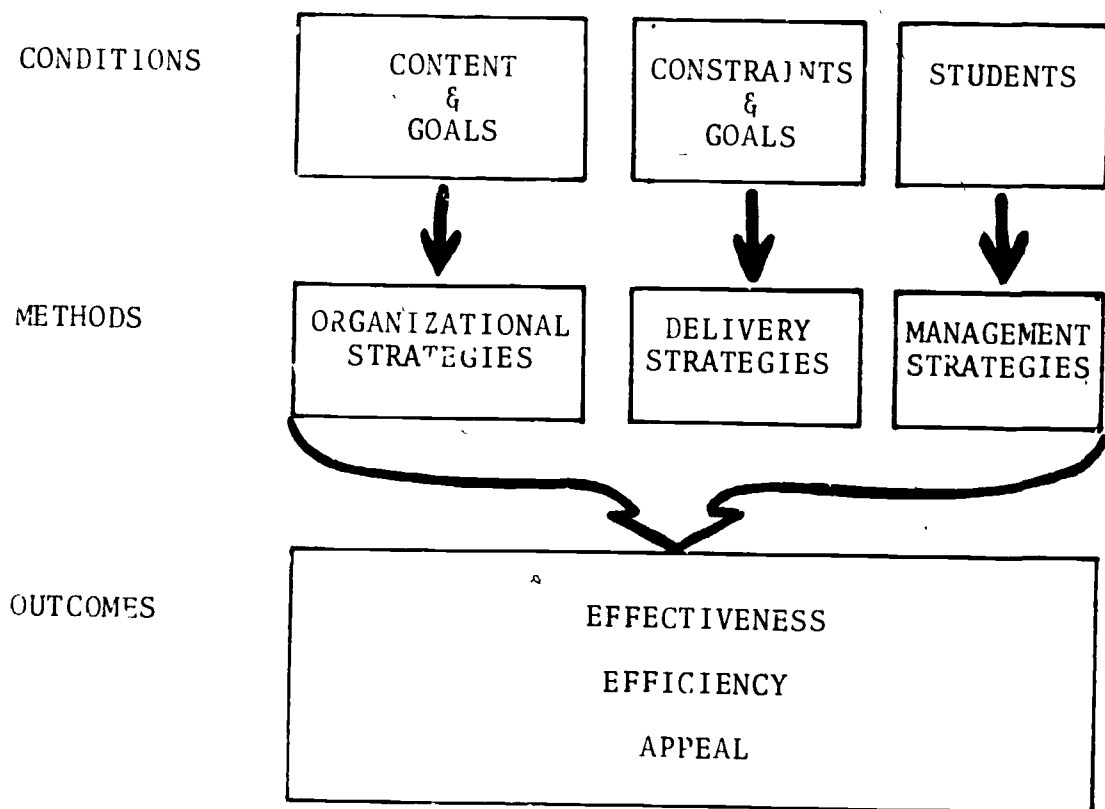 CONDITIONS
CONTENT
&
GOALS
CONSTRAINTS
&
GOALS
STUDENTS
METHODS
ORGANIZATIONAL
STRATEGIES
DELIVERY
STRATEGIES
MANAGEMENT
STRATEGIES
OUTCOMES
EFFECTIVENESS
EFFICIENCY
APPEAL